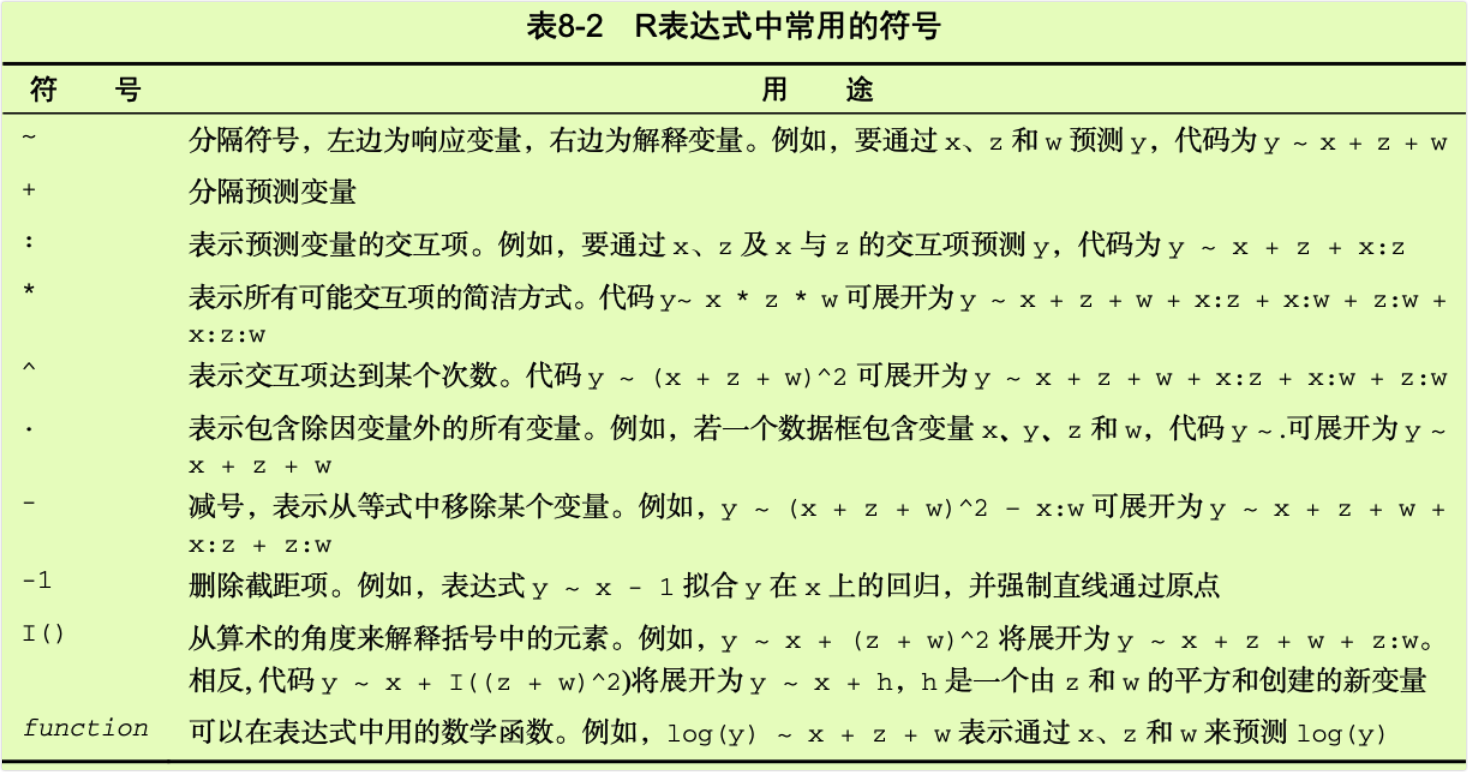 表8-2 R表达式中常用的符号
符 号 用 途
~ 分隔符号，左边为响应变量，右边为解释变量。例如，要通过 x、z 和 w 预测 y，代码为 y ~ x + z + w
+ 分隔预测变量
: 表示预测变量的交互项。例如，要通过 x、z 及 x 与 z 的交互项预测 y，代码为 y ~ x + z + x:z
* 表示所有可能交互项的简洁方式。代码 y~ x * z * w 可展开为 y ~ x + z + w + x:z + x:w + z:w +
x:z:w
^ 表示交互项达到某个次数。代码 y ~ (x + z + w)^2 可展开为 y ~ x + z + w + x:z + x:w + z:w
. 表示包含除因变量外的所有变量。例如，若一个数据框包含变量 x、y、z 和 w，代码 y ~ .可展开为 y ~
x + z + w
- 减号，表示从等式中移除某个变量。例如，y ~ (x + z + w)^2 – x:w 可展开为 y ~ x + z + w +
x:z + z:w
-1 删除截距项。例如，表达式 y ~ x - 1 拟合 y 在 x 上的回归，并强制直线通过原点
I() 从算术的角度来解释括号中的元素。例如，y ~ x + (z + w)^2 将展开为 y ~ x + z + w + z:w。
相反, 代码 y ~ x + I((z + w)^2)将展开为 y ~ x + h，h 是一个由 z 和 w 的平方和创建的新变量
function 可以在表达式中用的数学函数。例如，log(y) ~ x + z + w 表示通过 x、z 和 w 来预测 log(y)